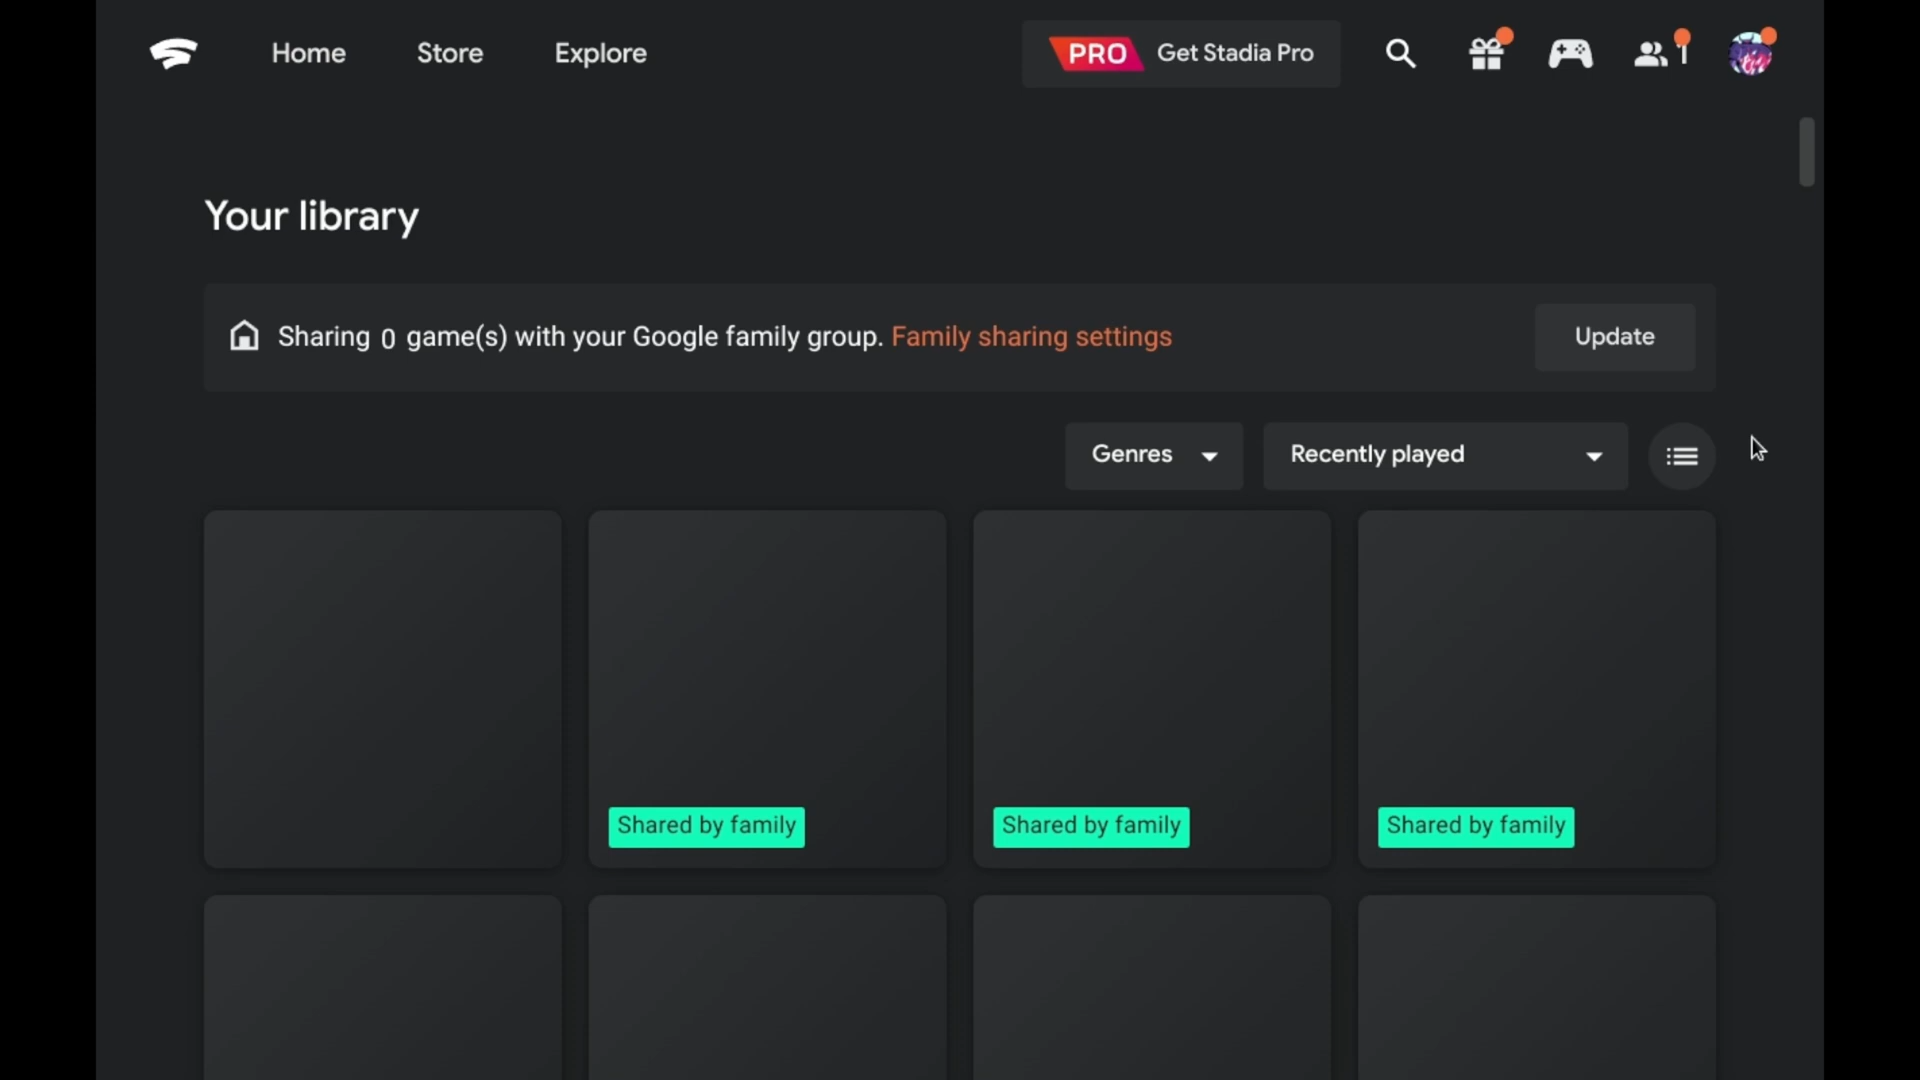 Home Store Explore PRO Get Stadia Pro 1
Your library
Sharing 0 game(s) with your Google family group. Family sharing settings Update
Genres Recently played
Shared by family Shared by family Shared by family